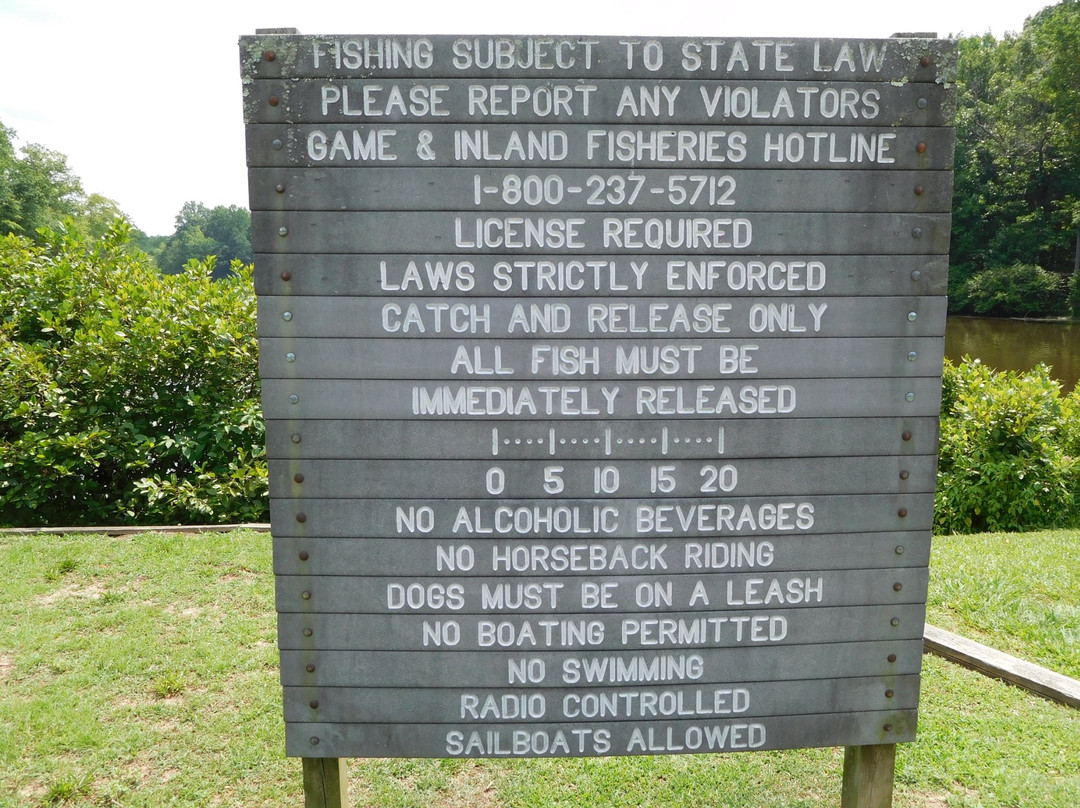 FISHING SUBJECT TO STATE LAW
PLEASE REPORT ANY VIOLATORS
GAME & INLAND FISHERIES HOTLINE
1-800-237-5712
LICENSE REQUIRED
LAWS STRICTLY ENFORCED
CATCH AND RELEASE ONLY
ALL FISH MUST BE
IMMEDIATELY RELEASED
|····|····|····|····|
0 5 10 15 20
NO ALCOHOLIC BEVERAGES
NO HORSEBACK RIDING
DOGS MUST BE ON A LEASH
NO BOATING PERMITTED
NO SWIMMING
RADIO CONTROLLED
SAILBOATS ALLOWED